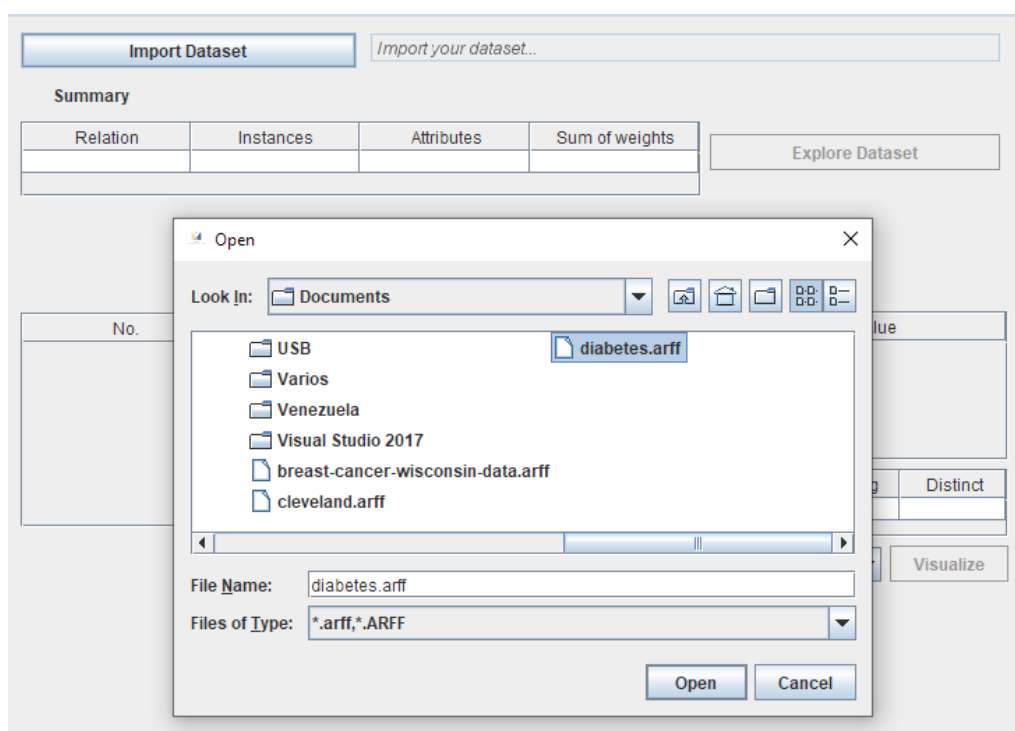 Import Dataset
Import your dataset...
Summary
Relation Instances Attributes Sum of weights
Explore Dataset
Open
Look In: Documents
No.
lue
USB
Varios
Venezuela
Visual Studio 2017
breast-cancer-wisconsin-data.arff
cleveland.arff
diabetes.arff
g Distinct
Visualize
File Name: diabetes.arff
Files of Type: *.arff,*.ARFF
Open Cancel